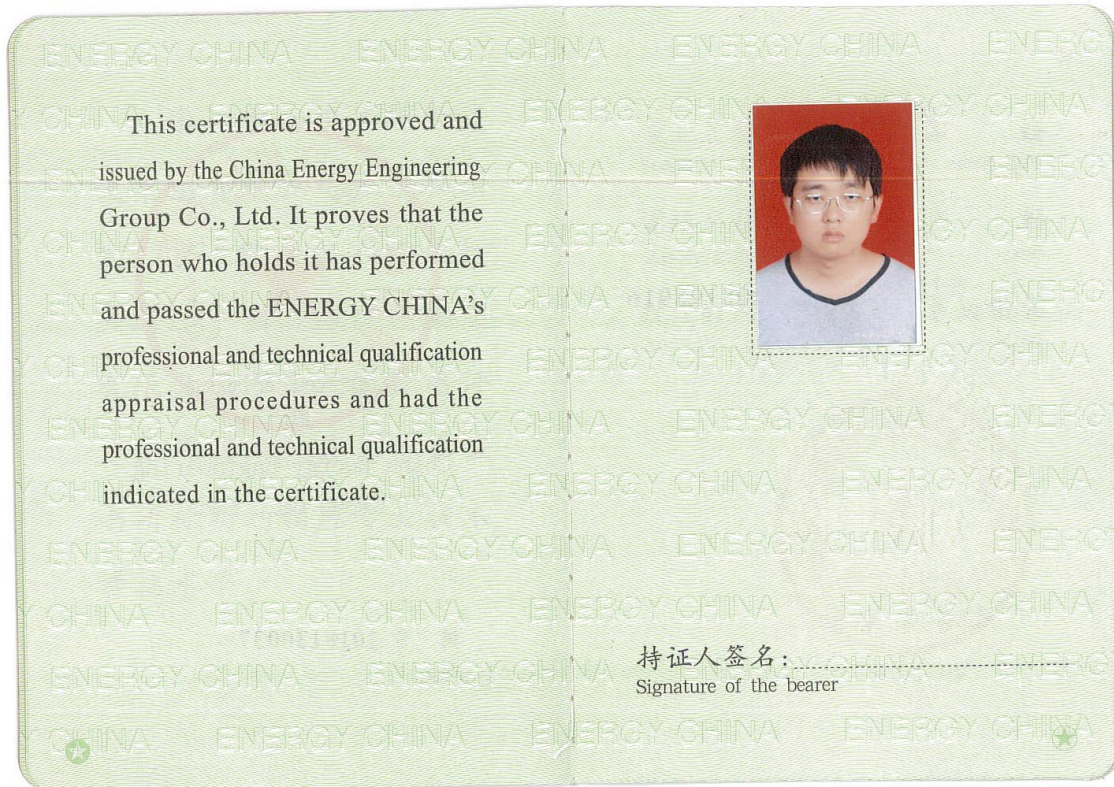 This certificate is approved and
issued by the China Energy Engineering
Group Co., Ltd. It proves that the
person who holds it has performed
and passed the ENERGY CHINA's
professional and technical qualification
appraisal procedures and had the
professional and technical qualification
indicated in the certificate.
持证人签名:
Signature of the bearer
ENERGY CHINA